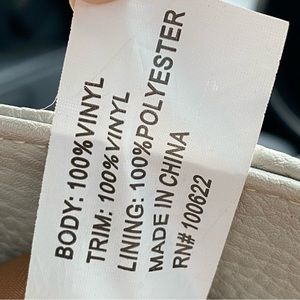 BODY: 100%VINYL
TRIM: 100%VINYL
LINING: 100%POLYESTER
MADE IN CHINA
RN# 100622